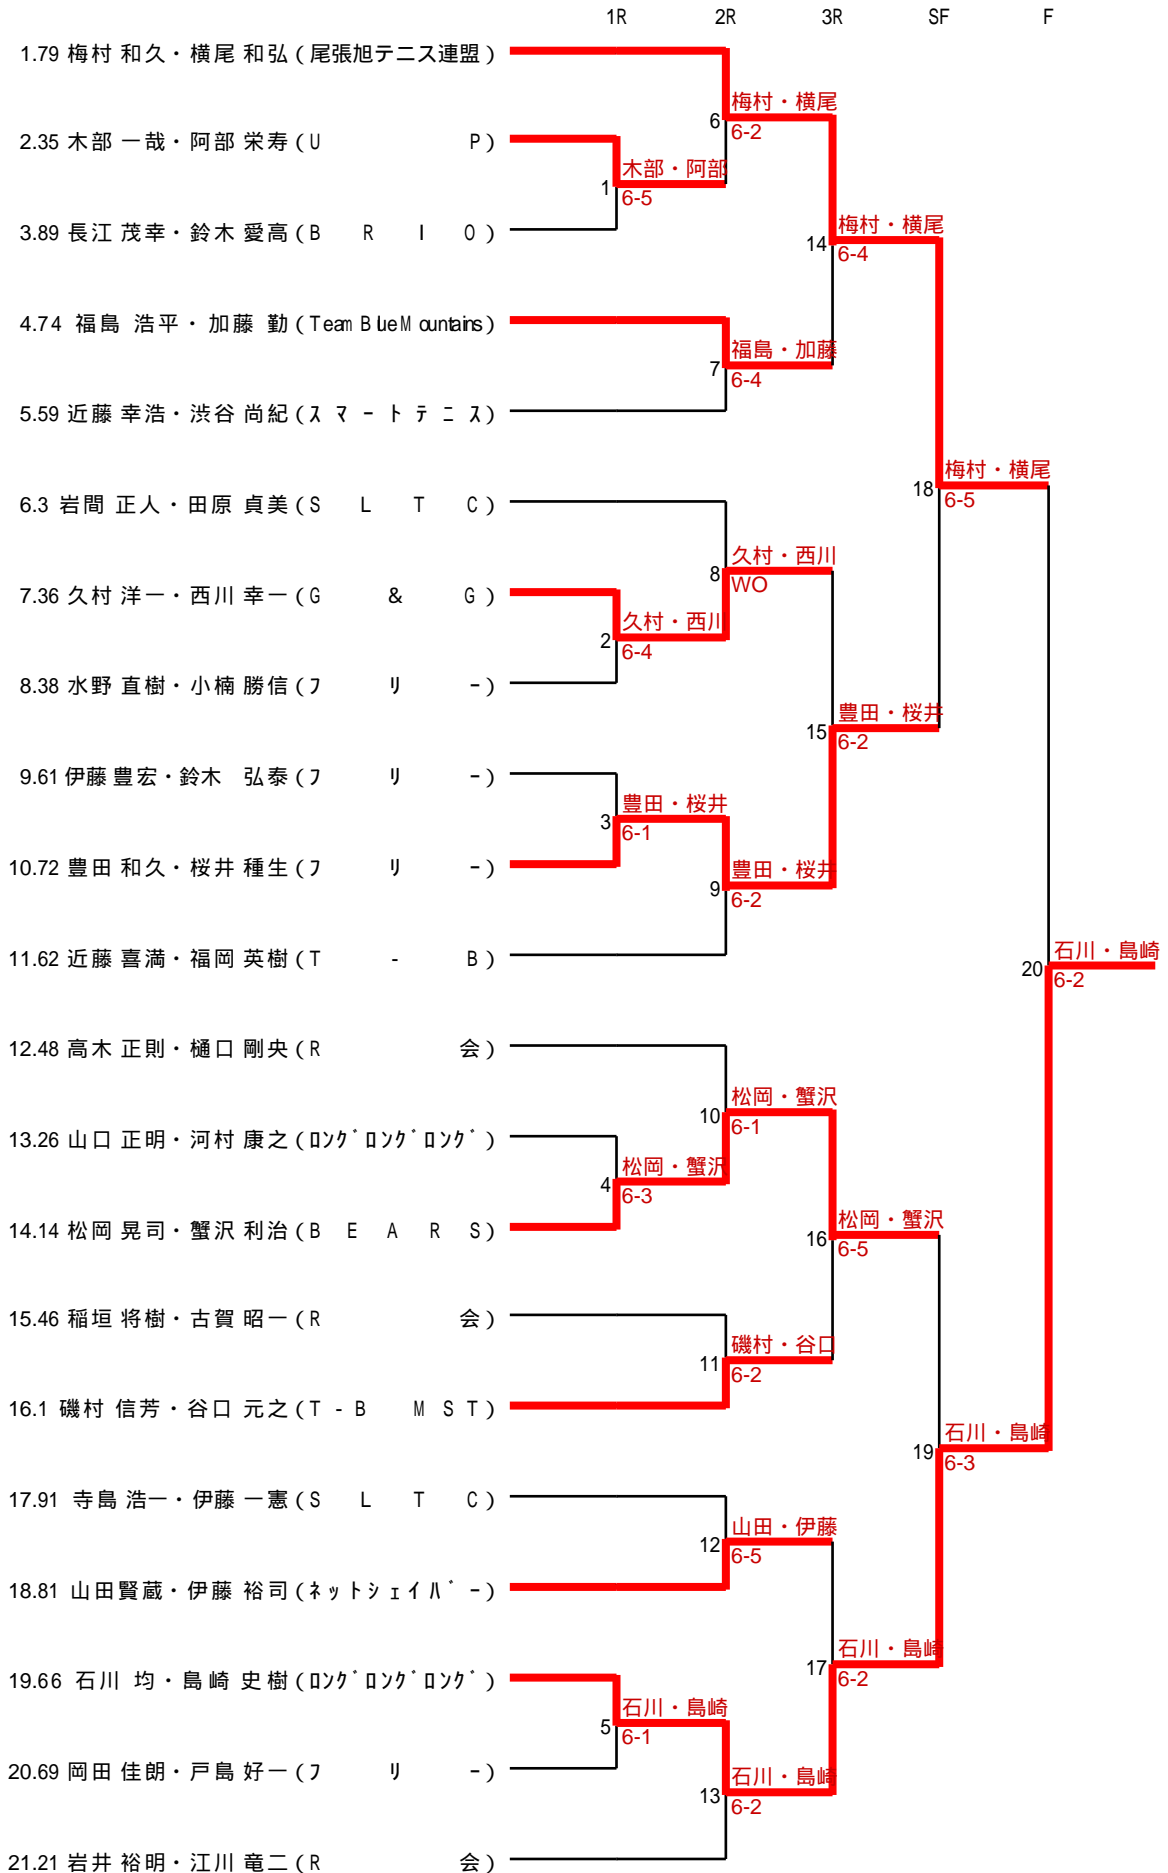 1R 2R 3R SF F
1.79 梅村 和久・横尾 和弘 (尾張旭テニス連盟)
梅村・横尾
6
6-2
2.35 木部 一哉・阿部 栄寿 (U P)
木部・阿部
1
6-5
3.89 長江 茂幸・鈴木 愛高 (B R I O)
梅村・横尾
14
6-4
4.74 福島 浩平・加藤 勤 (Team Blue Mountains)
福島・加藤
7
6-4
5.59 近藤 幸浩・渋谷 尚紀 (スマートテニス)
梅村・横尾
18
6-5
6.3 岩間 正人・田原 貞美 (S L T C)
久村・西川
8
WO
7.36 久村 洋一・西川 幸一 (G & G)
久村・西川
2
6-4
8.38 水野 直樹・小楠 勝信 (フリー)
豊田・桜井
15
6-2
9.61 伊藤 豊宏・鈴木 弘泰 (フリー)
豊田・桜井
3
6-1
10.72 豊田 和久・桜井 種生 (フリー)
豊田・桜井
9
6-2
11.62 近藤 喜満・福岡 英樹 (T - B)
石川・島崎
20
6-2
12.48 高木 正則・樋口 剛央 (R 会)
松岡・蟹沢
10
6-1
13.26 山口 正明・河村 康之 (ロングロングロング)
松岡・蟹沢
4
6-3
14.14 松岡 晃司・蟹沢 利治 (B E A R S)
松岡・蟹沢
16
6-5
15.46 稲垣 将樹・古賀 昭一 (R 会)
磯村・谷口
11
6-2
16.1 磯村 信芳・谷口 元之 (T - B M S T)
石川・島崎
19
6-3
17.91 寺島 浩一・伊藤 一憲 (S L T C)
山田・伊藤
12
6-5
18.81 山田賢蔵・伊藤 裕司 (ネットシェイバー)
石川・島崎
17
6-2
19.66 石川 均・島崎 史樹 (ロングロングロング)
石川・島崎
5
6-1
20.69 岡田 佳朗・戸島 好一 (フリー)
石川・島崎
13
6-2
21.21 岩井 裕明・江川 竜二 (R 会)